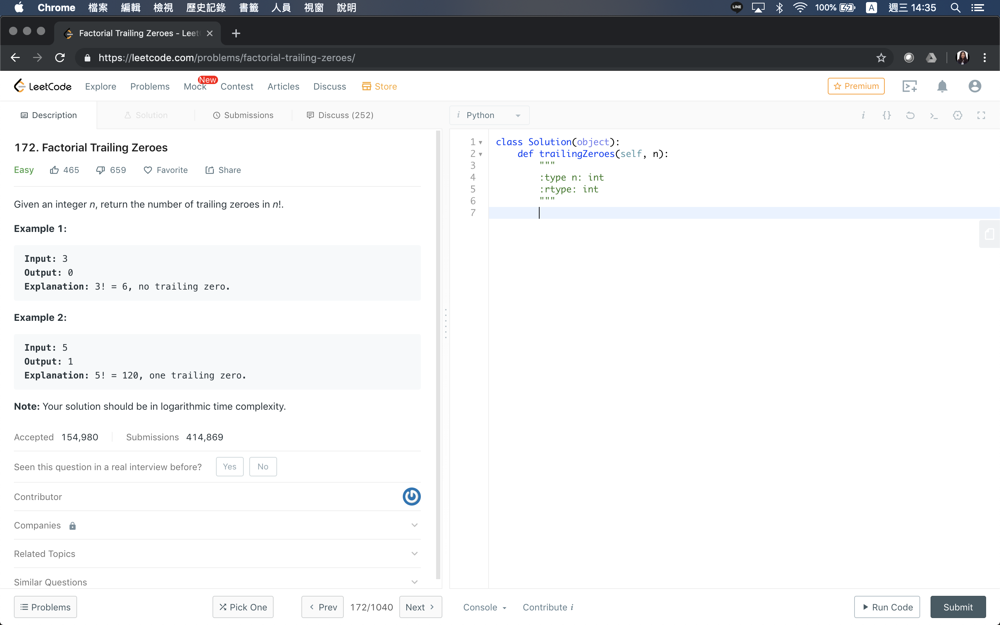 Chrome 檔案 編輯 檢視 歷史記錄 書籤 人員 視窗 說明 LINE 100% A 週三 14:35
Factorial Trailing Zeroes - Leet
https://leetcode.com/problems/factorial-trailing-zeroes/
LeetCode Explore Problems Mock New Contest Articles Discuss Store Premium
Description Solution Submissions Discuss (252) i Python i {}
172. Factorial Trailing Zeroes
Easy 465 659 Favorite Share
Given an integer n, return the number of trailing zeroes in n!.
Example 1:
Input: 3
Output: 0
Explanation: 3! = 6, no trailing zero.
Example 2:
Input: 5
Output: 1
Explanation: 5! = 120, one trailing zero.
Note: Your solution should be in logarithmic time complexity.
Accepted 154,980 Submissions 414,869
Seen this question in a real interview before? Yes No
Contributor
Companies
Related Topics
Similar Questions
1 class Solution(object):
2 def trailingZeroes(self, n):
3 """
4 :type n: int
5 :rtype: int
6 """
7
Problems Pick One Prev 172/1040 Next Console Contribute i Run Code Submit